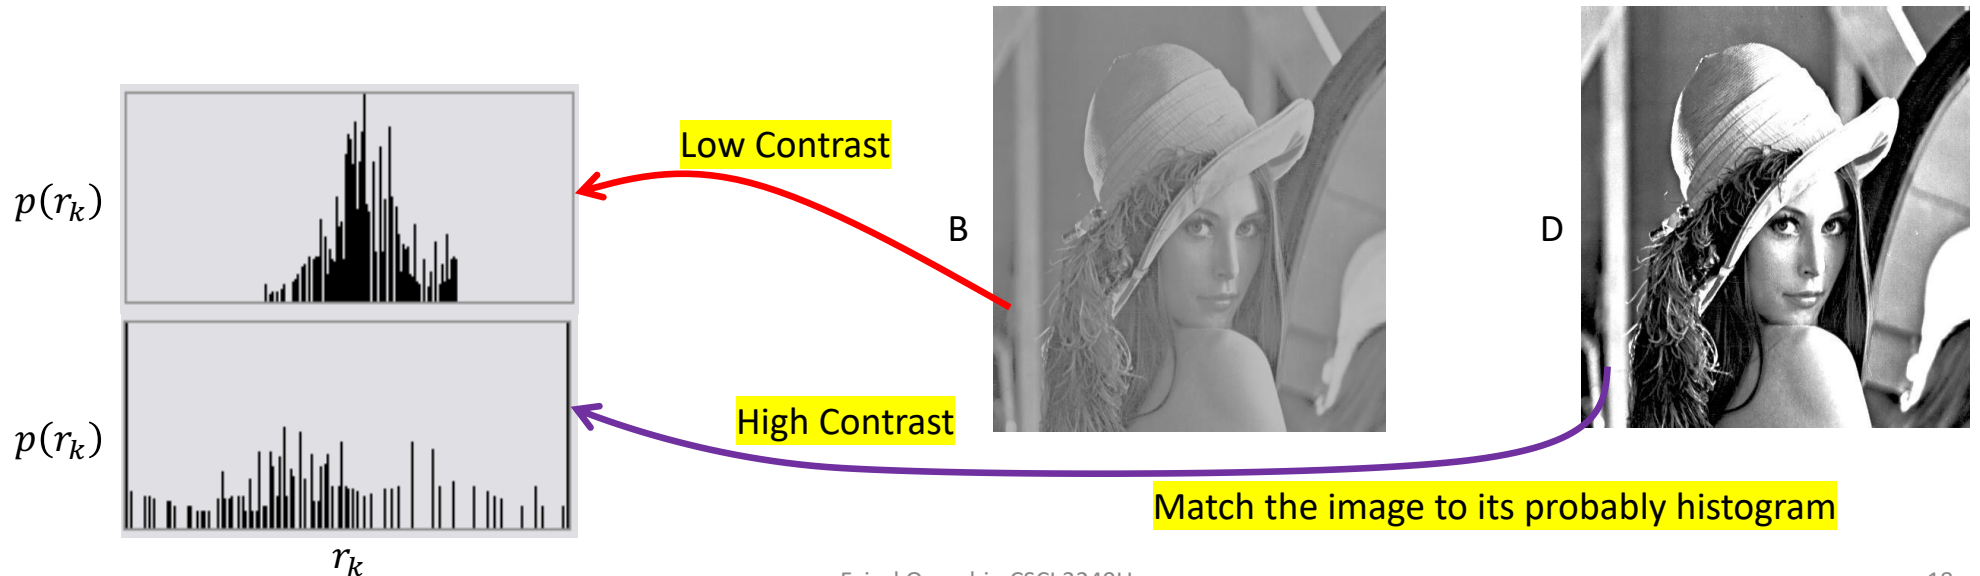 Low Contrast
p(r_k)
B
D
High Contrast
p(r_k)
Match the image to its probably histogram
r_k